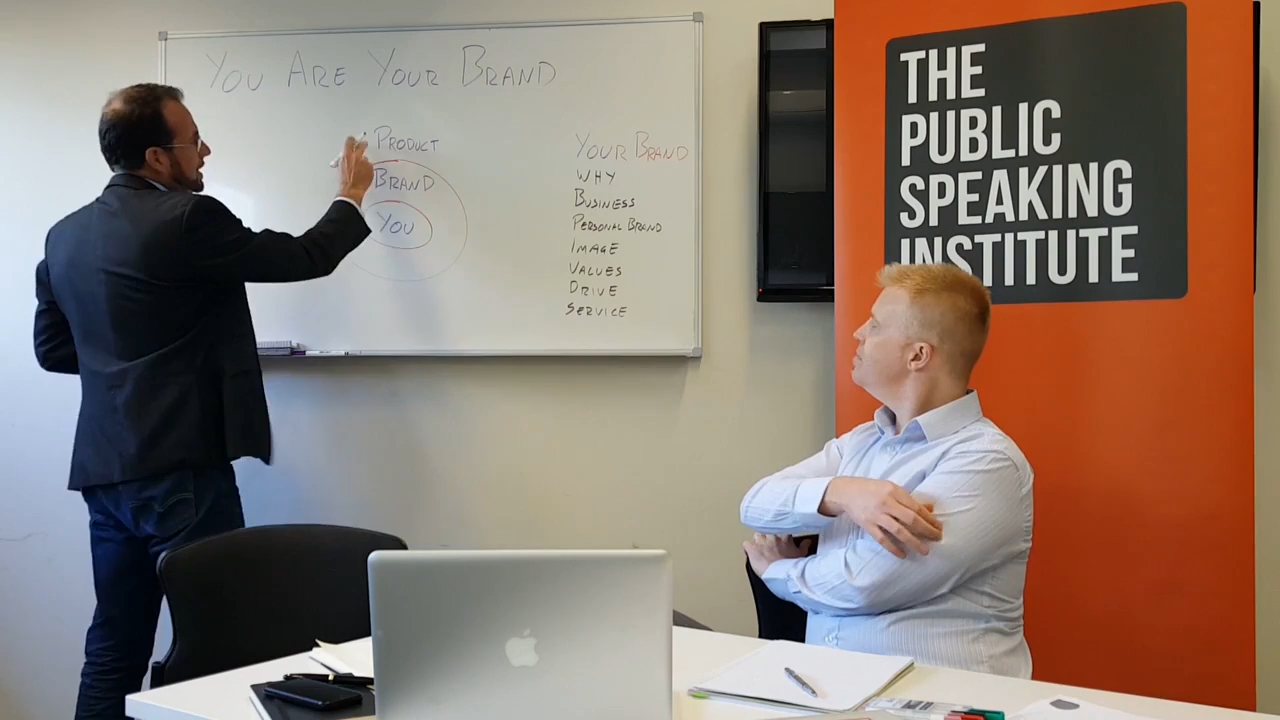 YOU ARE YOUR BRAND
PRODUCT
BRAND
YOU
YOUR BRAND
WHY
BUSINESS
PERSONAL BRAND
IMAGE
VALUES
DRIVE
SERVICE
THE
PUBLIC
SPEAKING
INSTITUTE